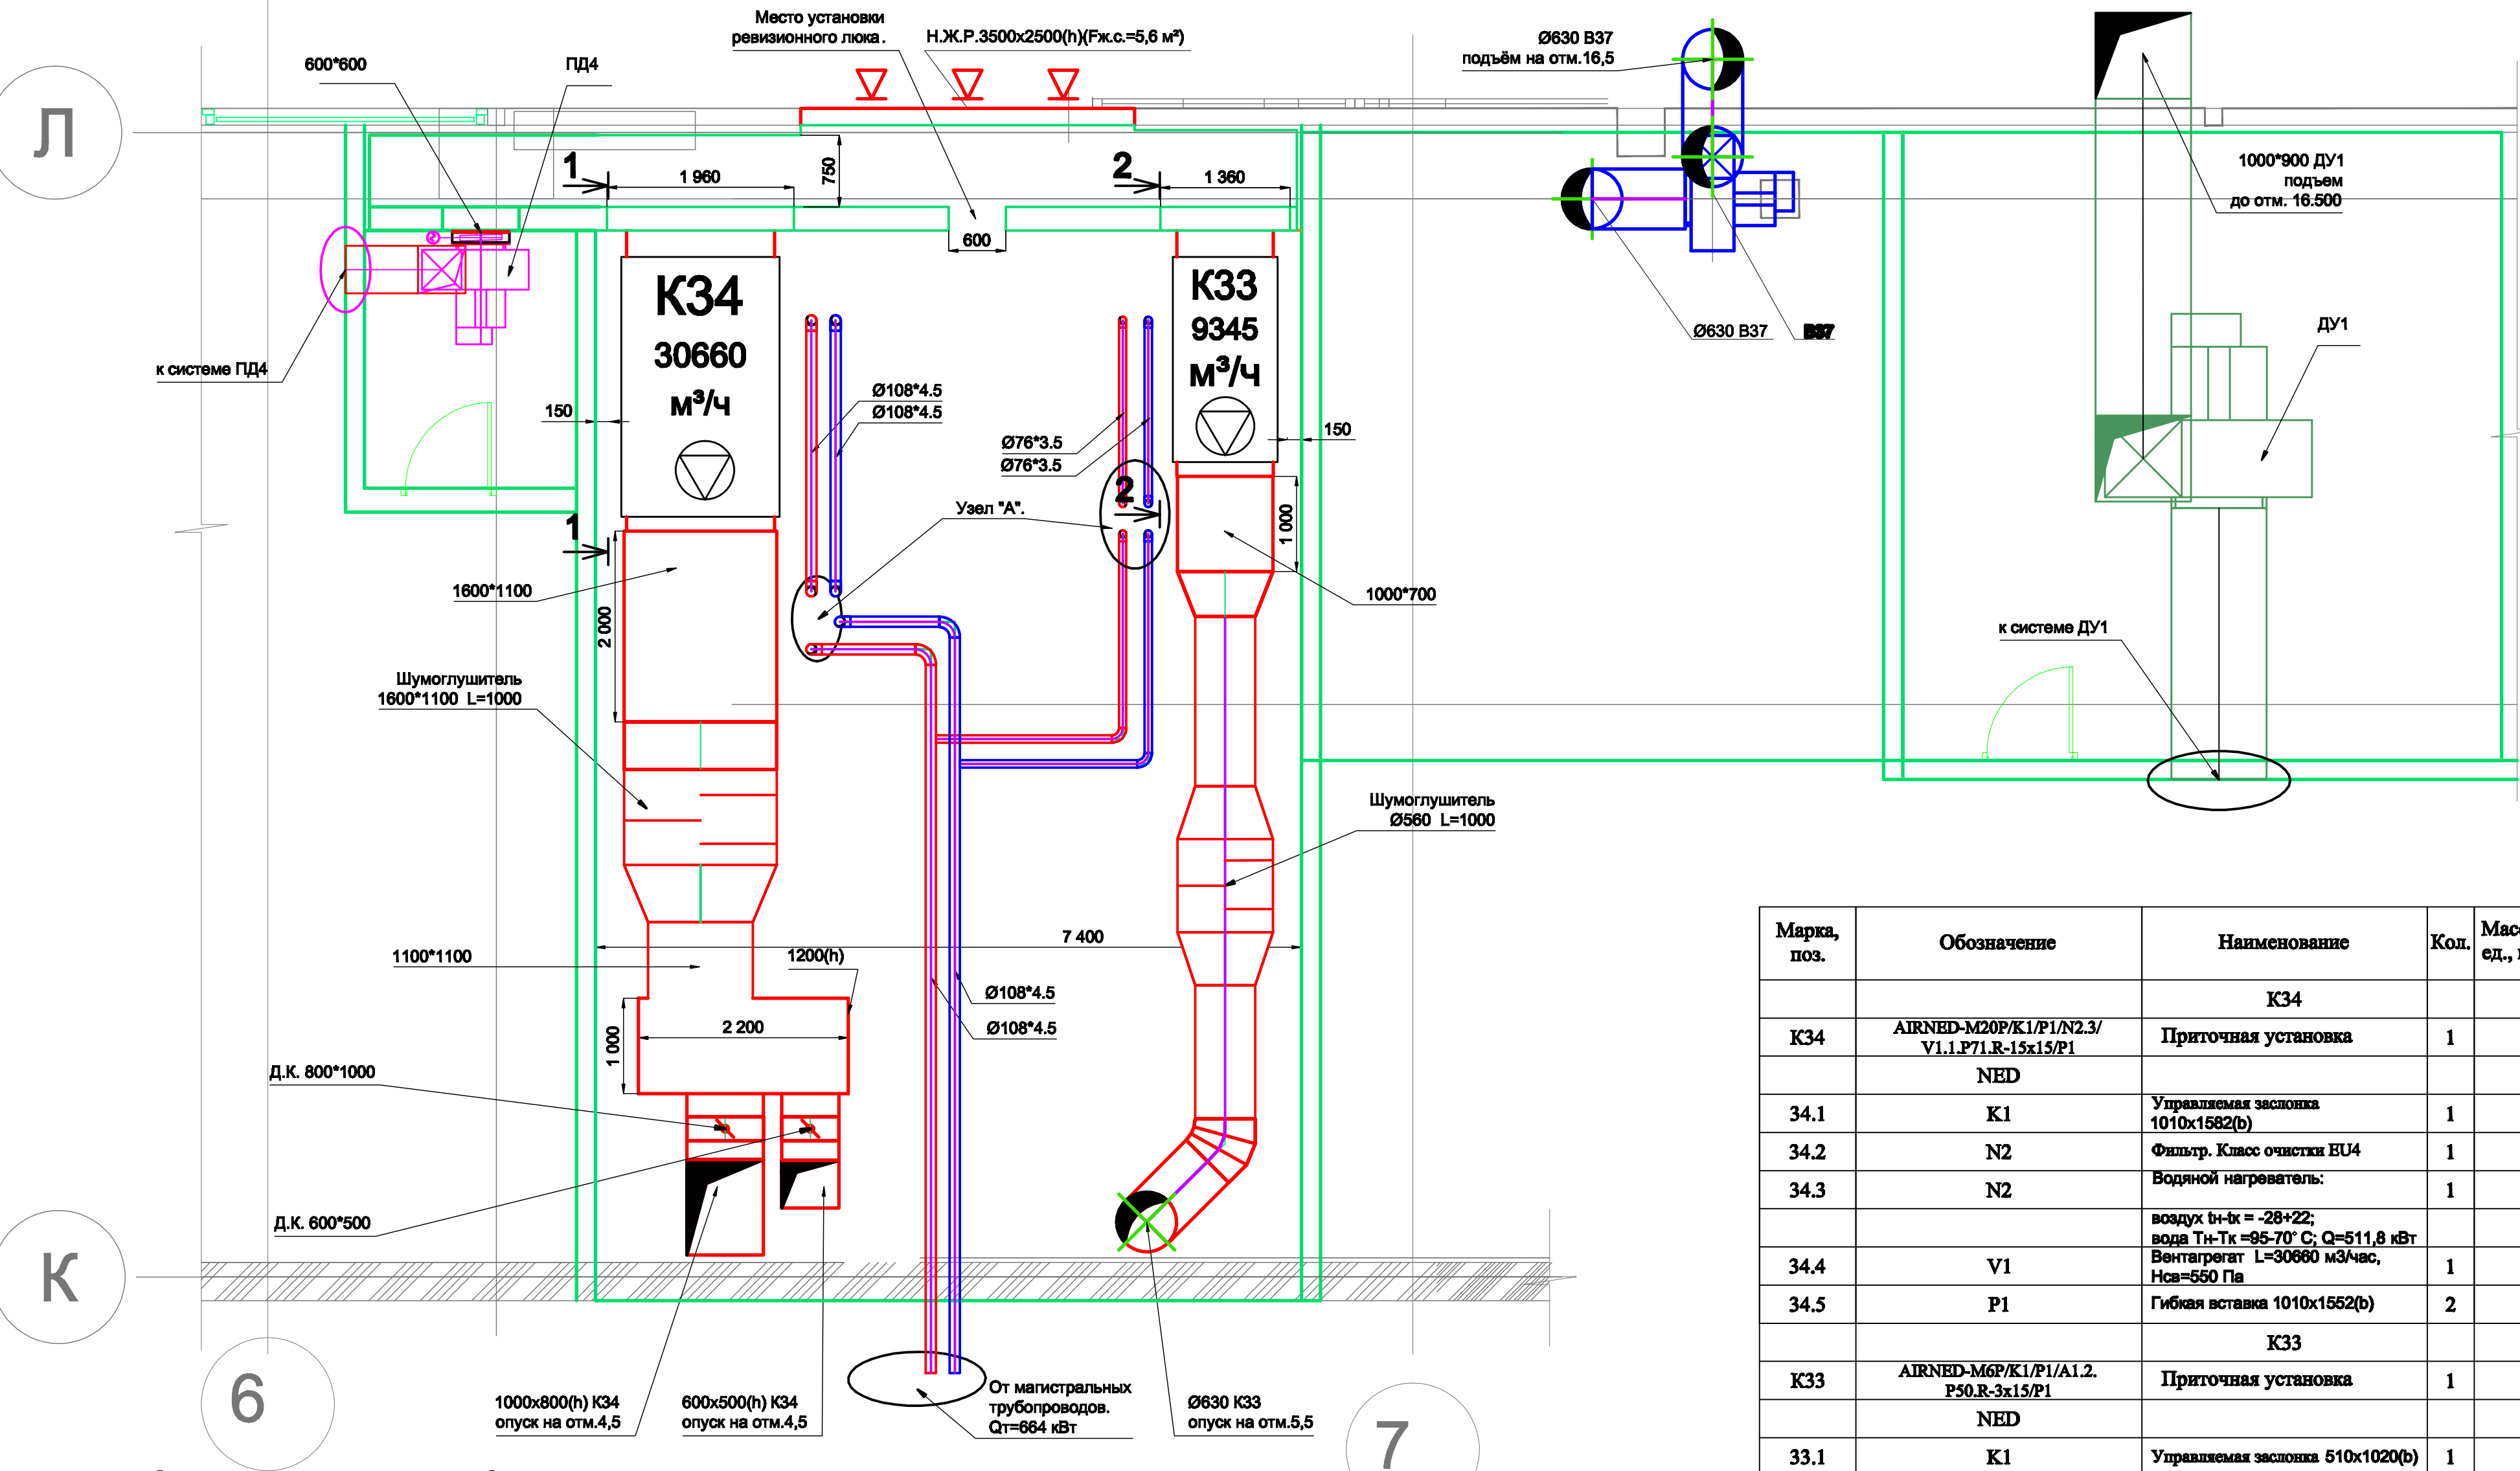 Место установки
ревизионного люка.
Н.Ж.Р.3500х2500(h)(Fж.с.=5,6 м²)
Ø630 В37
подъём на отм.16,5
600*600
ПД4
Л
1000*900 ДУ1
подъем
до отм. 16.500
1
1 960
750
2
1 360
600
К34
30660
м³/ч
К33
9345
м³/ч
Ø630 В37
В37
ДУ1
к системе ПД4
150
Ø108*4.5
Ø108*4.5
150
Ø76*3.5
Ø76*3.5
2
Узел "А".
1
1 000
1600*1100
1000*700
2 000
к системе ДУ1
Шумоглушитель
1600*1100 L=1000
Шумоглушитель
Ø560 L=1000
7 400
1100*1100
1200(h)
Ø108*4.5
Ø108*4.5
1 000
2 200
Д.К. 800*1000
Д.К. 600*500
К
6
7
1000х800(h) К34
опуск на отм.4,5
600х500(h) К34
опуск на отм.4,5
От магистральных
трубопроводов.
Qт=664 кВт
Ø630 К33
опуск на отм.5,5
Марка,
поз.
Обозначение
Наименование
Кол.
К34
К34
AIRNED-M20P/K1/P1/N2.3/
V1.1.P71.R-15x15/P1
Приточная установка
1
NED
34.1
K1
Управляемая заслонка
1010х1582(b)
1
34.2
N2
Фильтр. Класс очистки EU4
1
34.3
N2
Водяной нагреватель:
1
воздух tн-tк = -28+22;
вода Тн-Тк =95-70° С; Q=511,8 кВт
34.4
V1
Вентагрегат L=30660 м3/час,
Нсв=550 Па
1
34.5
P1
Гибкая вставка 1010х1552(b)
2
К33
К33
AIRNED-M6P/K1/P1/A1.2.
P50.R-3x15/P1
Приточная установка
1
NED
33.1
K1
Управляемая заслонка 510х1020(b)
1